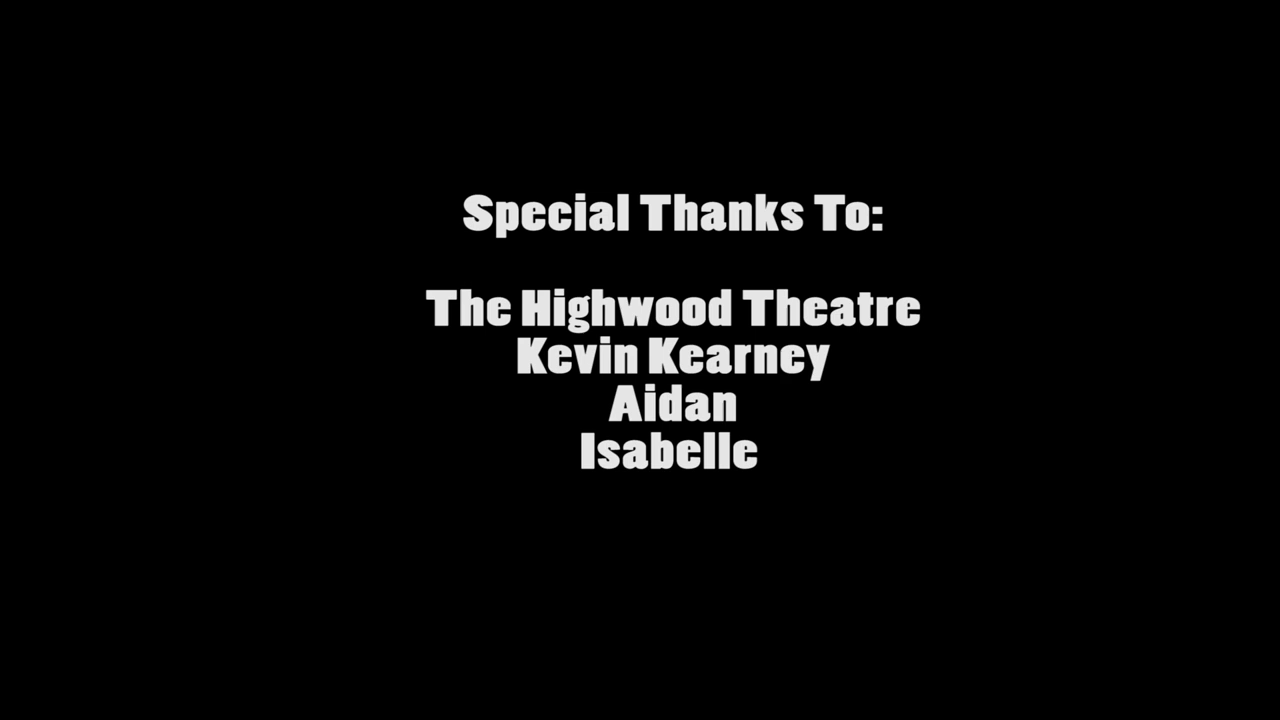 Special Thanks To:
The Highwood Theatre
Kevin Kearney
Aidan
Isabelle